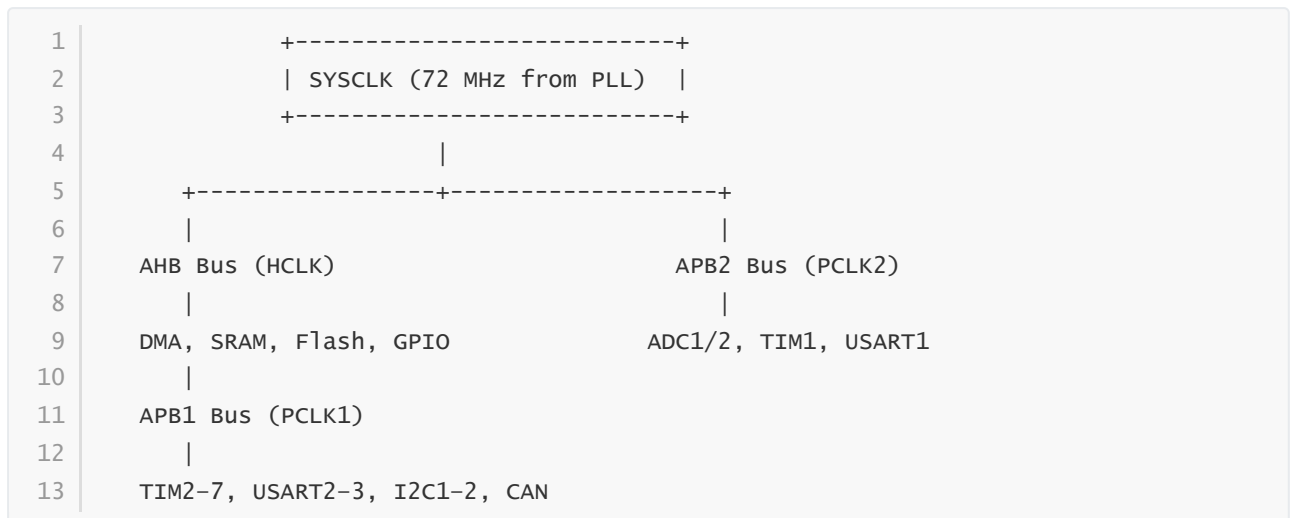 1 +---------------------------+
2 | SYSCLK (72 MHz from PLL) |
3 +---------------------------+
4 |
5 +-----------------+-------------------+
6 | |
7 AHB Bus (HCLK) APB2 Bus (PCLK2)
8 | |
9 DMA, SRAM, Flash, GPIO ADC1/2, TIM1, USART1
10 |
11 APB1 Bus (PCLK1)
12 |
13 TIM2–7, USART2–3, I2C1–2, CAN